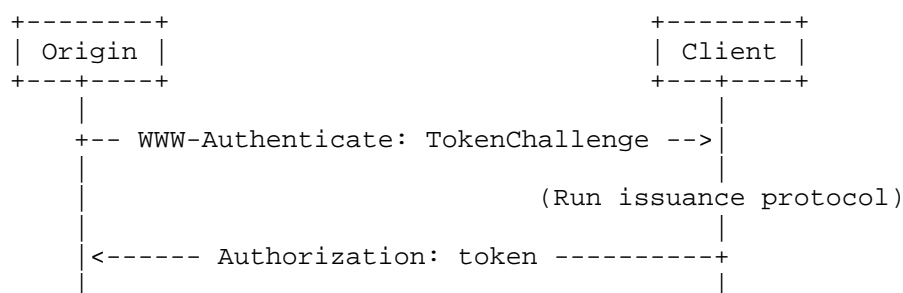 Origin Client
WWW-Authenticate: TokenChallenge
(Run issuance protocol)
Authorization: token